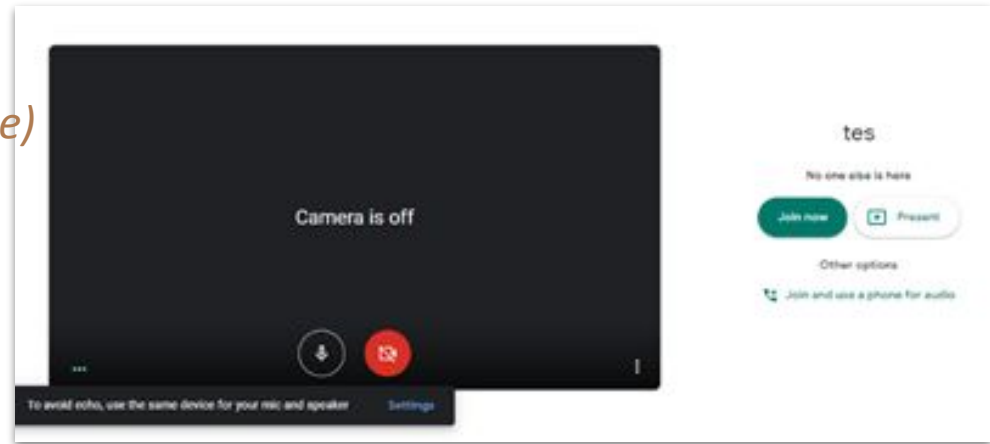 e)
tes
No one else is here
Camera is off
Join now
Present
Other options
Join and use a phone for audio
To avoid echo, use the same device for your mic and speaker
Settings